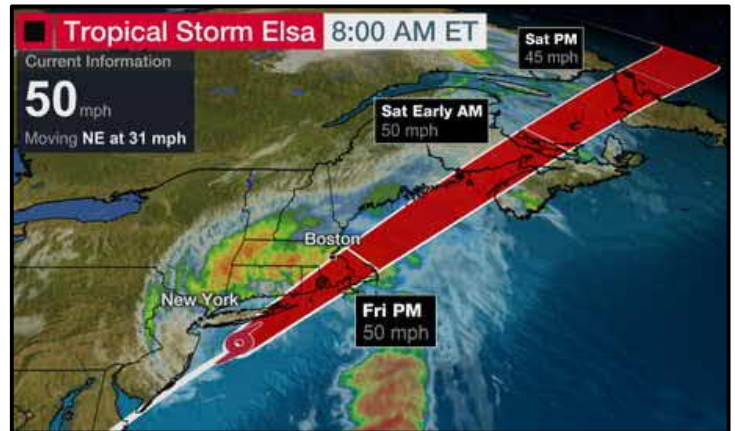 Tropical Storm Elsa 8:00 AM ET
Current Information
50 mph
Moving NE at 31 mph
Sat PM
45 mph
Sat Early AM
50 mph
Boston
New York
Fri PM
50 mph